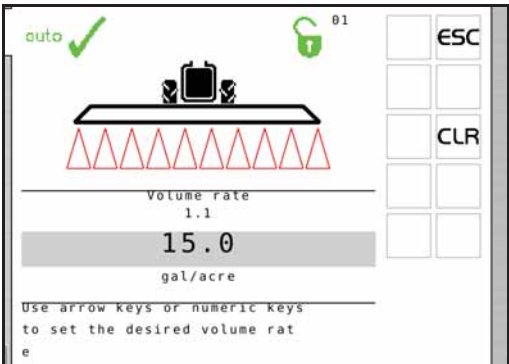 auto 01 ESC
CLR
Volume rate
1.1
15.0
gal/acre
Use arrow keys or numeric keys
to set the desired volume rat
e